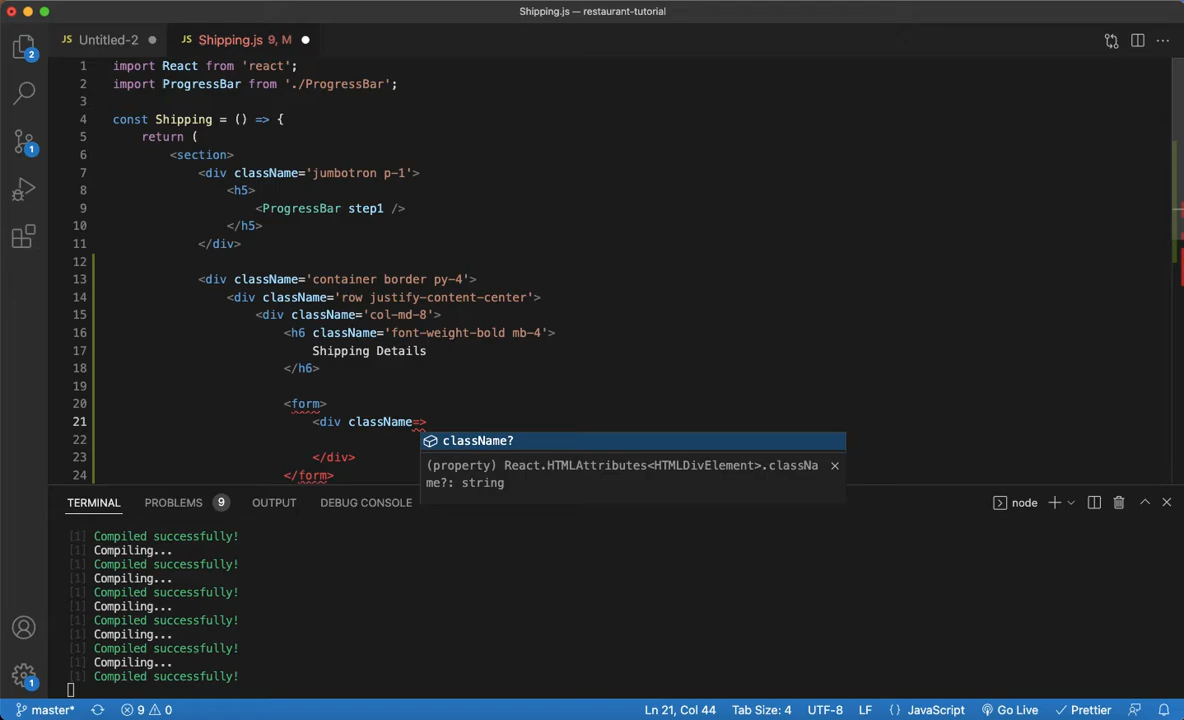 Shipping.js — restaurant-tutorial
JS Untitled-2
JS Shipping.js 9, M
2
1
1 import React from 'react';
2 import ProgressBar from './ProgressBar';
3
4 const Shipping = () => {
5 return (
6 <section>
7 <div className='jumbotron p-1'>
8 <h5>
9 <ProgressBar step1 />
10 </h5>
11 </div>
12
13 <div className='container border py-4'>
14 <div className='row justify-content-center'>
15 <div className='col-md-8'>
16 <h6 className='font-weight-bold mb-4'>
17 Shipping Details
18 </h6>
19
20 <form>
21 <div className=>
22
23 </div>
24 </form>
className?
(property) React.HTMLAttributes<HTMLDivElement>.classNa
me?: string
TERMINAL PROBLEMS 9 OUTPUT DEBUG CONSOLE node
[1] Compiled successfully!
[1] Compiling...
[1] Compiled successfully!
[1] Compiling...
[1] Compiled successfully!
[1] Compiling...
[1] Compiled successfully!
[1] Compiling...
[1] Compiled successfully!
[1] Compiling...
[1] Compiled successfully!
1
master* 9 0 Ln 21, Col 44 Tab Size: 4 UTF-8 LF {} JavaScript Go Live Prettier